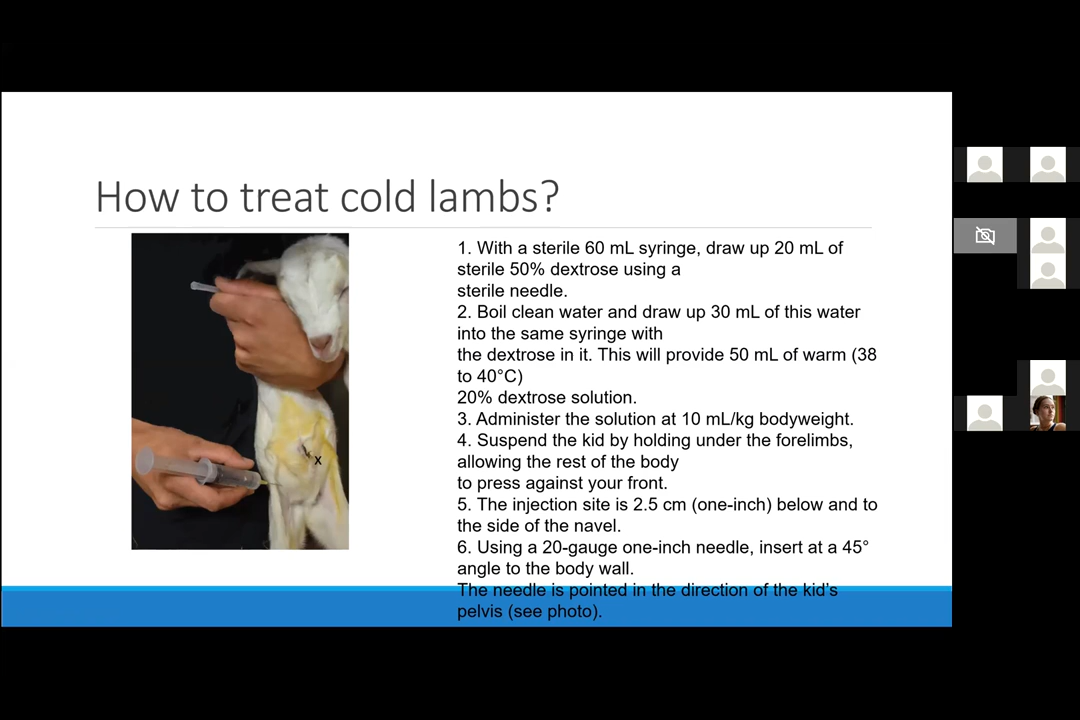 How to treat cold lambs?
1. With a sterile 60 mL syringe, draw up 20 mL of
sterile 50% dextrose using a
sterile needle.
2. Boil clean water and draw up 30 mL of this water
into the same syringe with
the dextrose in it. This will provide 50 mL of warm (38
to 40°C)
20% dextrose solution.
3. Administer the solution at 10 mL/kg bodyweight.
4. Suspend the kid by holding under the forelimbs,
allowing the rest of the body
to press against your front.
5. The injection site is 2.5 cm (one-inch) below and to
the side of the navel.
6. Using a 20-gauge one-inch needle, insert at a 45°
angle to the body wall.
The needle is pointed in the direction of the kid's
pelvis (see photo).
x